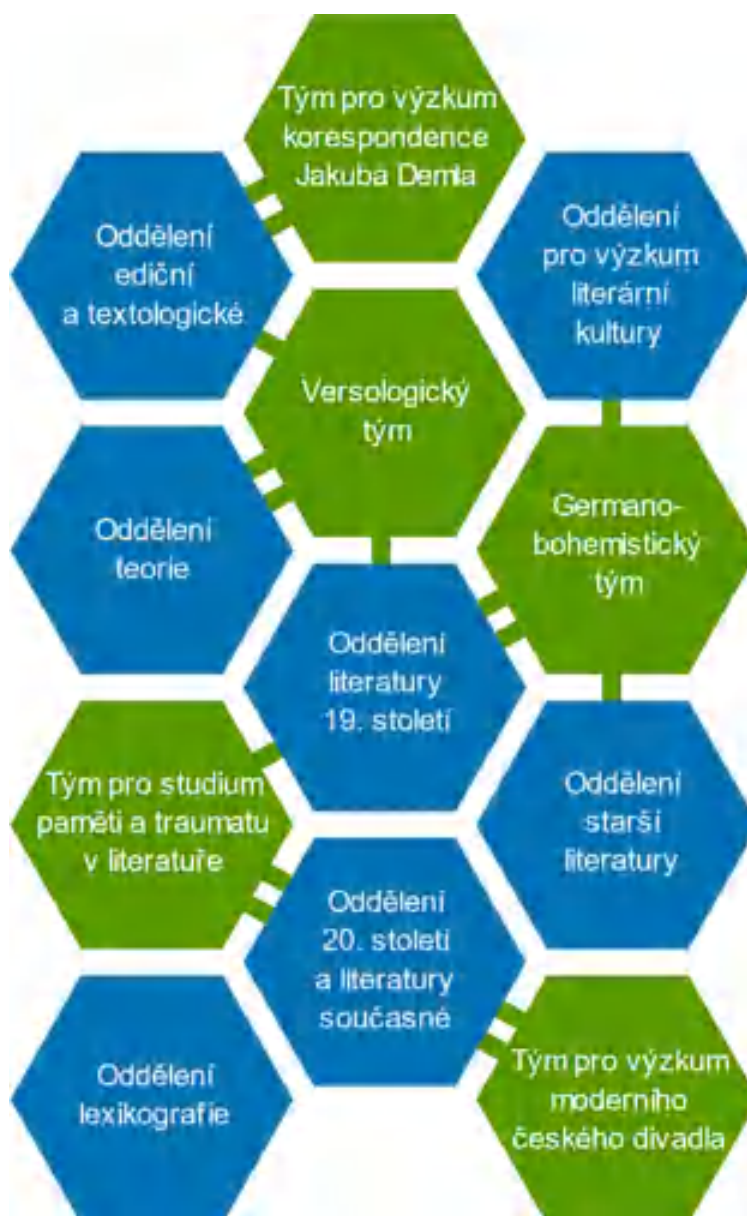 Tým pro výzkum
korespondence
Jakuba Demla
Oddělení
ediční
a textologické
Oddělení
pro výzkum
literární
kultury
Versologický
tým
Oddělení
teorie
Germano-
bohemistický
tým
Oddělení
literatury
19. století
Tým pro studium
paměti a traumatu
v literatuře
Oddělení
starší
literatury
Oddělení
20. století
a literatury
současné
Oddělení
lexikografie
Tým pro výzkum
moderního
českého divadla